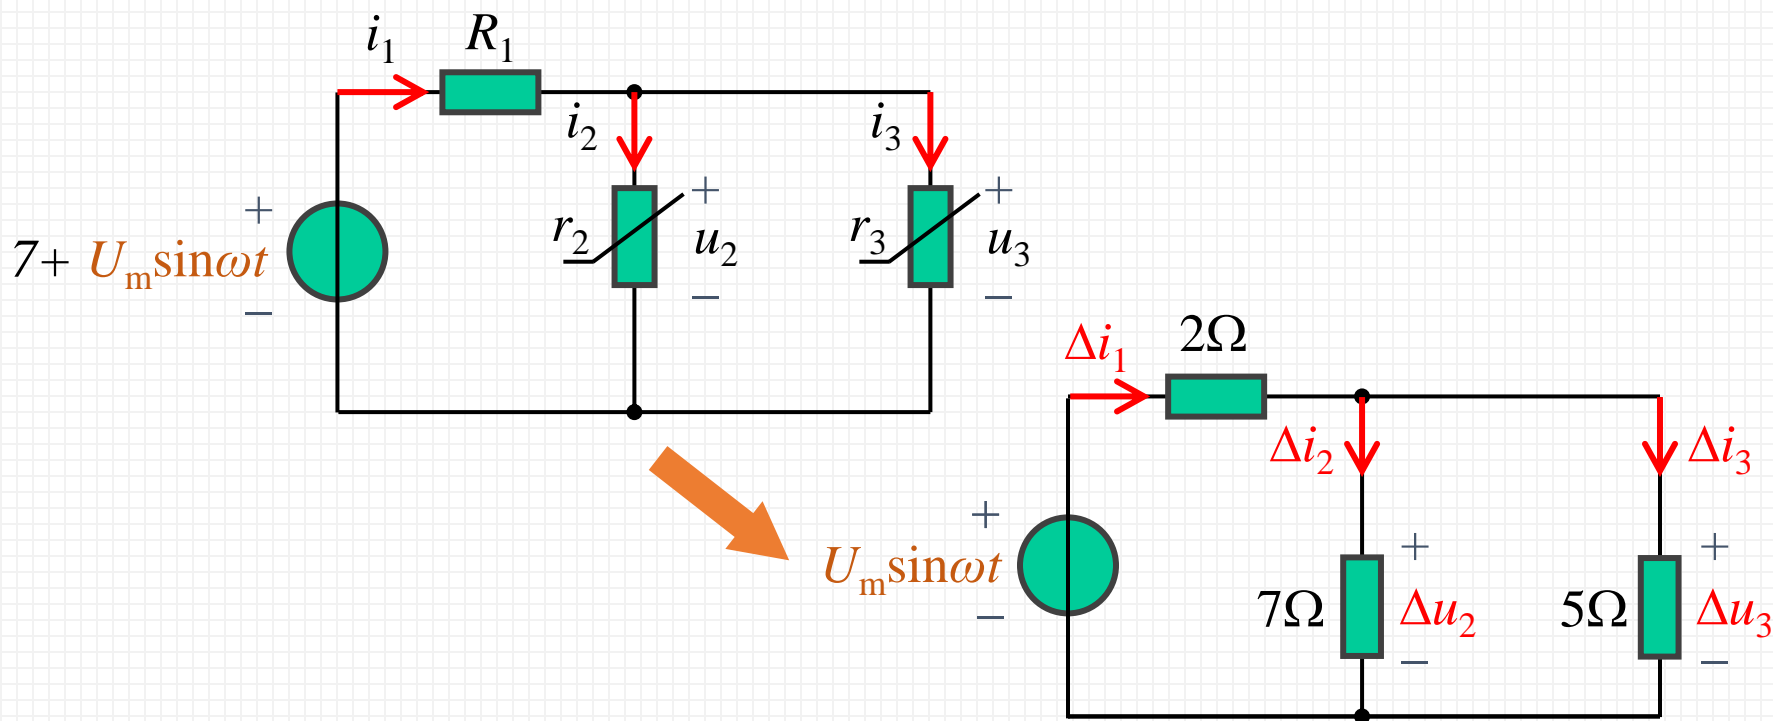 i₁ R₁
i₂ i₃
+ + +
7+ Uₘsinωt r₂ u₂ r₃ u₃
− − −
Δi₁ 2Ω
Δi₂ Δi₃
+ + +
Uₘsinωt 7Ω Δu₂ 5Ω Δu₃
− − −